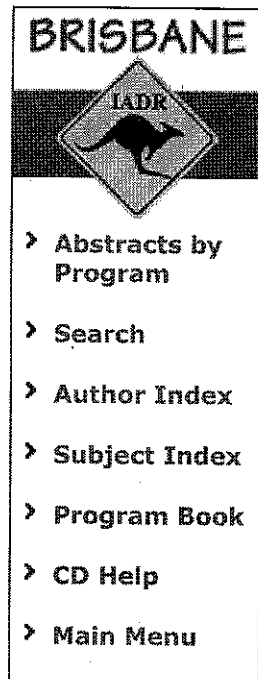 BRISBANE
IADR
> Abstracts by
Program
> Search
> Author Index
> Subject Index
> Program Book
> CD Help
> Main Menu